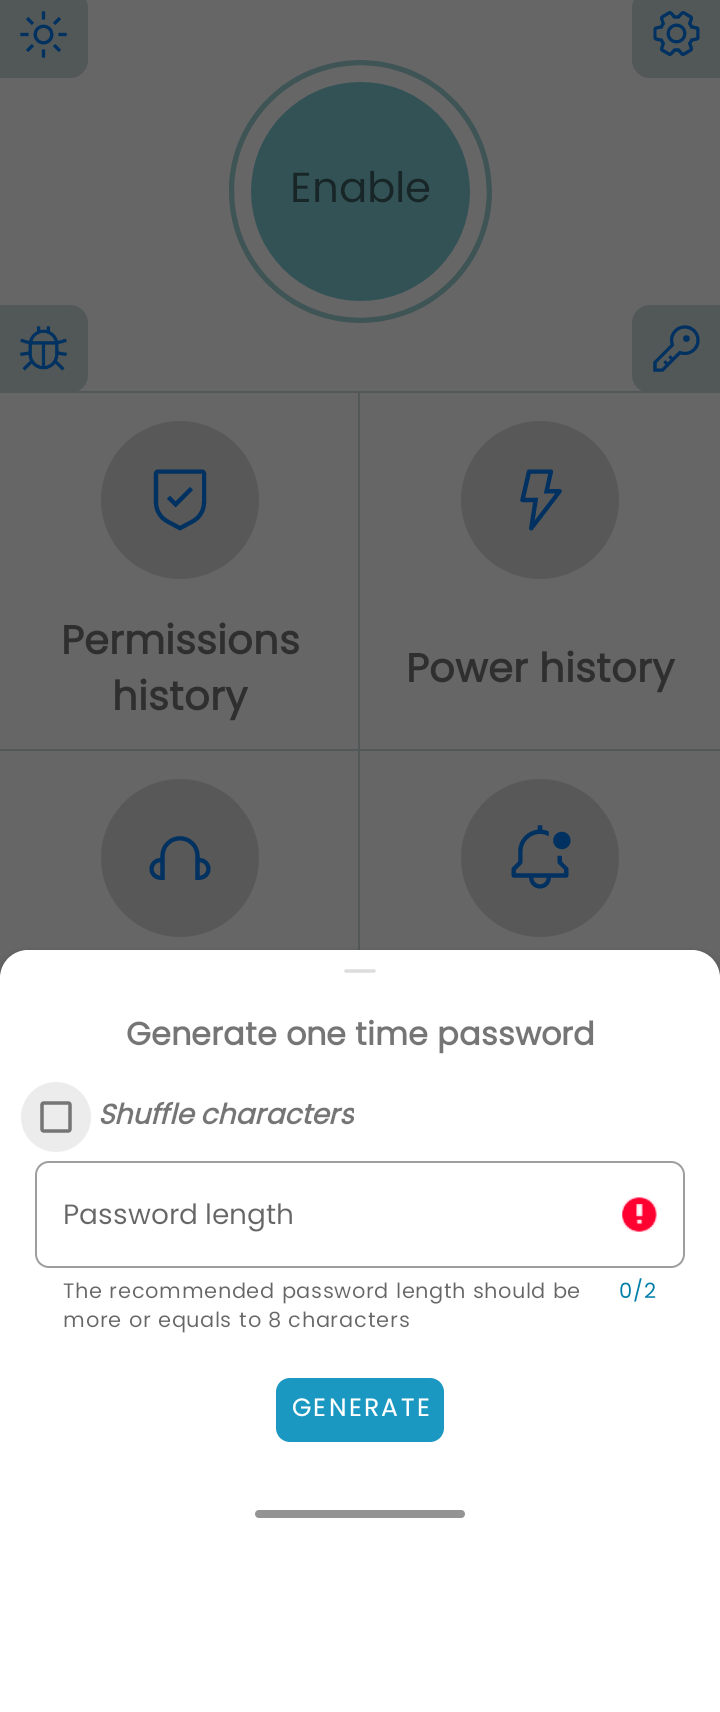 Enable
Permissions
history
Power history
Generate one time password
Shuffle characters
Password length
The recommended password length should be
more or equals to 8 characters
0/2
GENERATE